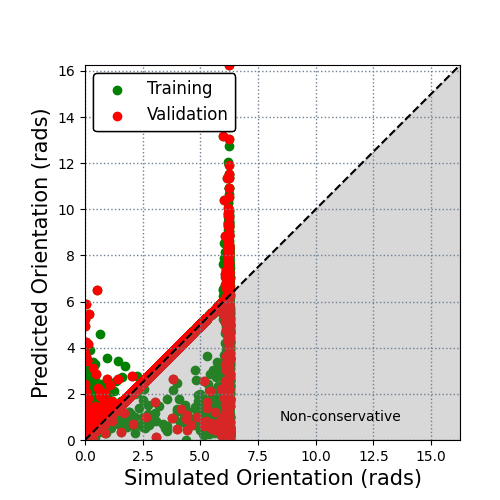 16
14
12
10
8
6
4
2
0
Predicted Orientation (rads)
Training
Validation
Non-conservative
0.0 2.5 5.0 7.5 10.0 12.5 15.0
Simulated Orientation (rads)